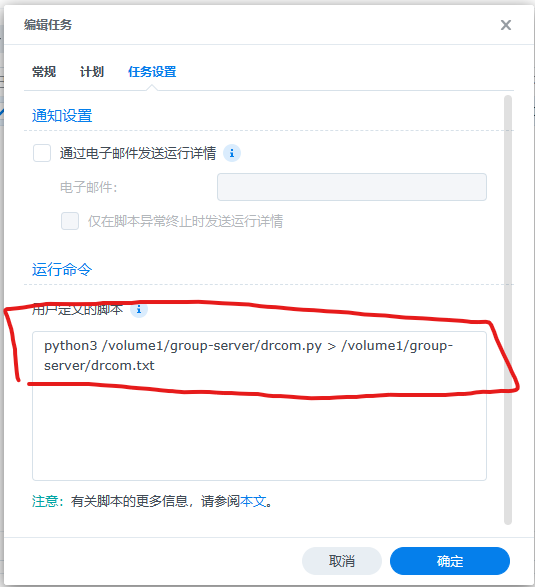 编辑任务
常规 计划 任务设置
通知设置
通过电子邮件发送运行详情
电子邮件:
仅在脚本异常终止时发送运行详情
运行命令
用户定义的脚本
python3 /volume1/group-server/drcom.py > /volume1/group-
server/drcom.txt
注意：有关脚本的更多信息，请参阅本文。
取消 确定